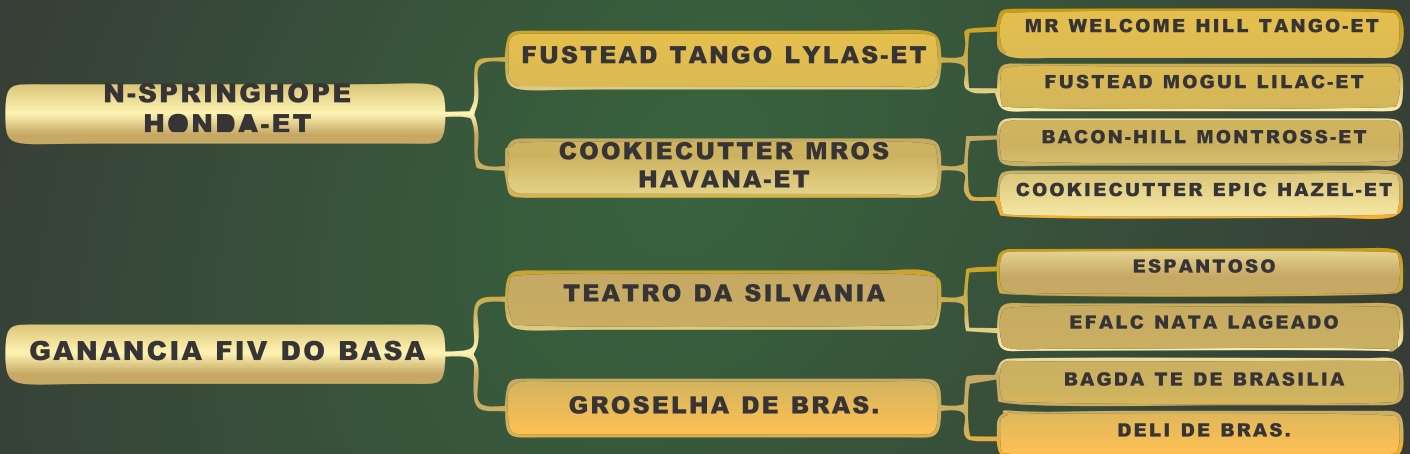 N-SPRINGHOPE
HONDA-ET
FUSTEAD TANGO LYLAS-ET
MR WELCOME HILL TANGO-ET
FUSTEAD MOGUL LILAC-ET
COOKIECUTTER MROS
HAVANA-ET
BACON-HILL MONTROSS-ET
COOKIECUTTER EPIC HAZEL-ET
GANANCIA FIV DO BASA
TEATRO DA SILVANIA
ESPANTOSO
EFALC NATA LAGEADO
GROSELHA DE BRAS.
BAGDA TE DE BRASILIA
DELI DE BRAS.